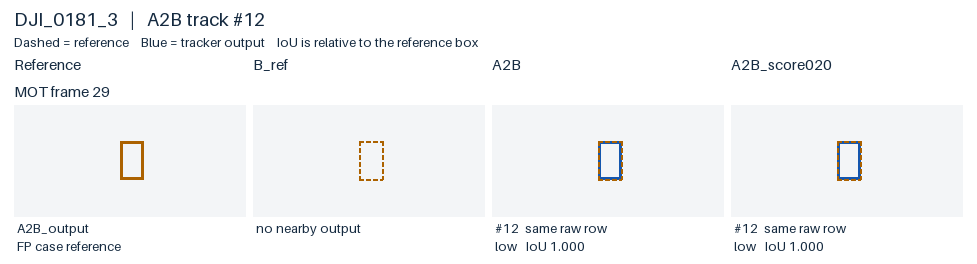 DJI_0181_3 | A2B track #12
Dashed = reference Blue = tracker output IoU is relative to the reference box
Reference B_ref A2B A2B_score020
MOT frame 29
A2B_output no nearby output #12 same raw row #12 same raw row
FP case reference low IoU 1.000 low IoU 1.000